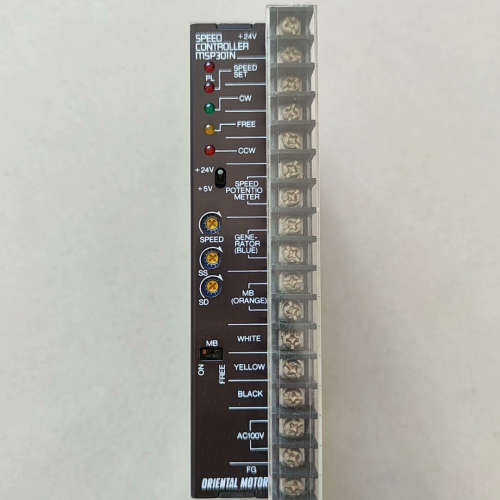 SPEED +24V
CONTROLLER
MSP301N
PL
SPEED
SET
CW
FREE
CCW
+24V
+5V
SPEED
POTENTIO
METER
SPEED
GENE-
RATOR
(BLUE)
SS
SD
MB
(ORANGE)
WHITE
MB
ON
FREE
YELLOW
BLACK
AC100V
FG
ORIENTAL MOTOR